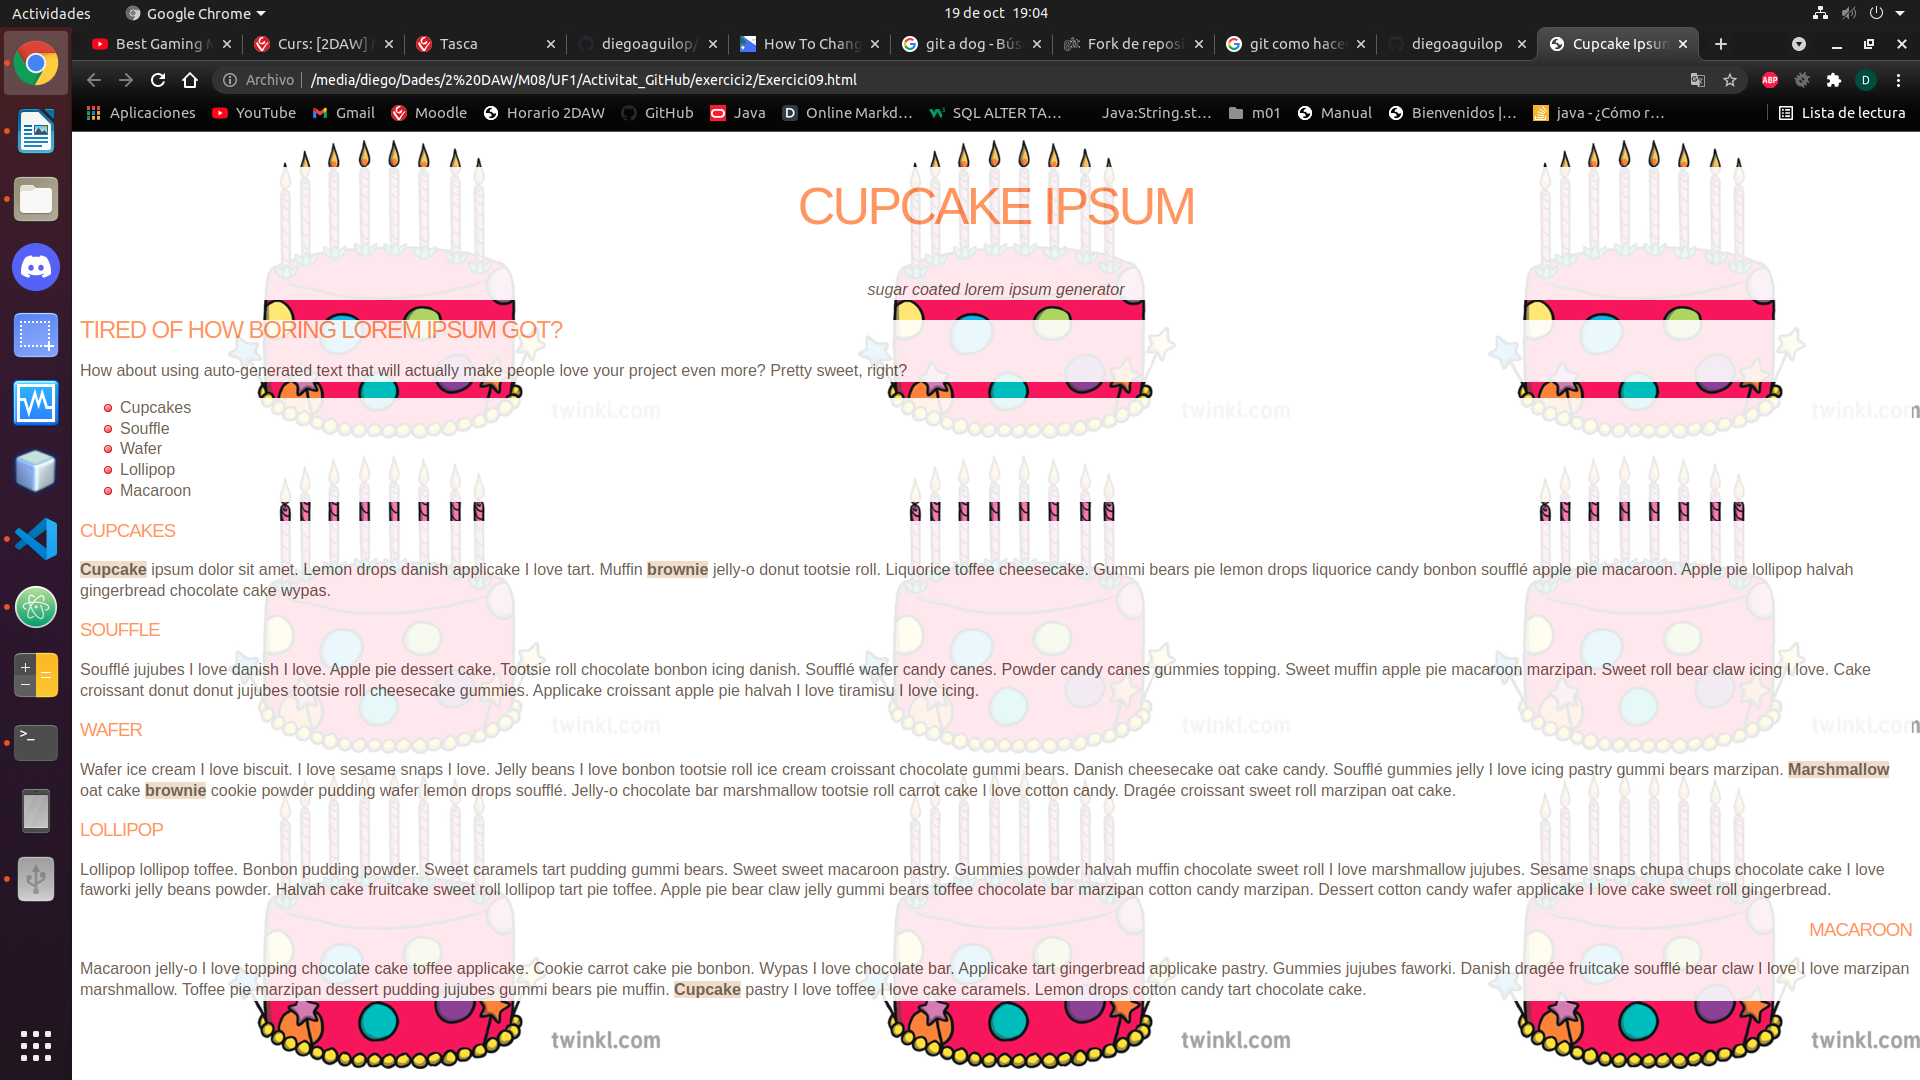 Actividades
Google Chrome
19 de oct 19:04
Best Gaming
Curs: [2DAW]
Tasca
diegoaguilop/
How To Chang
git a dog - Bús
Fork de reposi
git como hace
diegoaguilop
Cupcake Ipsum
Archivo
/media/diego/Dades/2%20DAW/M08/UF1/Activitat_GitHub/exercici2/Exercici09.html
ABP
D
Aplicaciones
YouTube
Gmail
Moodle
Horario 2DAW
GitHub
Java
Online Markd...
SQL ALTER TA...
Java:String.st...
m01
Manual
Bienvenidos |...
java - ¿Cómo r...
Lista de lectura
CUPCAKE IPSUM
sugar coated lorem ipsum generator
TIRED OF HOW BORING LOREM IPSUM GOT?
How about using auto-generated text that will actually make people love your project even more? Pretty sweet, right?
Cupcakes
Souffle
Wafer
Lollipop
Macaroon
twinkl.com twinkl.com twinkl.com
CUPCAKES
Cupcake ipsum dolor sit amet. Lemon drops danish applicake I love tart. Muffin brownie jelly-o donut tootsie roll. Liquorice toffee cheesecake. Gummi bears pie lemon drops liquorice candy bonbon soufflé apple pie macaroon. Apple pie lollipop halvah
gingerbread chocolate cake wypas.
SOUFFLE
Soufflé jujubes I love danish I love. Apple pie dessert cake. Tootsie roll chocolate bonbon icing danish. Soufflé wafer candy canes. Powder candy canes gummies topping. Sweet muffin apple pie macaroon marzipan. Sweet roll bear claw icing I love. Cake
croissant donut donut jujubes tootsie roll cheesecake gummies. Applicake croissant apple pie halvah I love tiramisu I love icing.
WAFER
twinkl.com twinkl.com twinkl.com
Wafer ice cream I love biscuit. I love sesame snaps I love. Jelly beans I love bonbon tootsie roll ice cream croissant chocolate gummi bears. Danish cheesecake oat cake candy. Soufflé gummies jelly I love icing pastry gummi bears marzipan. Marshmallow
oat cake brownie cookie powder pudding wafer lemon drops soufflé. Jelly-o chocolate bar marshmallow tootsie roll carrot cake I love cotton candy. Dragée croissant sweet roll marzipan oat cake.
LOLLIPOP
Lollipop lollipop toffee. Bonbon pudding powder. Sweet caramels tart pudding gummi bears. Sweet sweet macaroon pastry. Gummies powder halvah muffin chocolate sweet roll I love marshmallow jujubes. Sesame snaps chupa chups chocolate cake I love
faworki jelly beans powder. Halvah cake fruitcake sweet roll lollipop tart pie toffee. Apple pie bear claw jelly gummi bears toffee chocolate bar marzipan cotton candy marzipan. Dessert cotton candy wafer applicake I love cake sweet roll gingerbread.
MACAROON
Macaroon jelly-o I love topping chocolate cake toffee applicake. Cookie carrot cake pie bonbon. Wypas I love chocolate bar. Applicake tart gingerbread applicake pastry. Gummies jujubes faworki. Danish dragée fruitcake soufflé bear claw I love I love marzipan
marshmallow. Toffee pie marzipan dessert pudding jujubes gummi bears pie muffin. Cupcake pastry I love toffee I love cake caramels. Lemon drops cotton candy tart chocolate cake.
twinkl.com twinkl.com twinkl.com